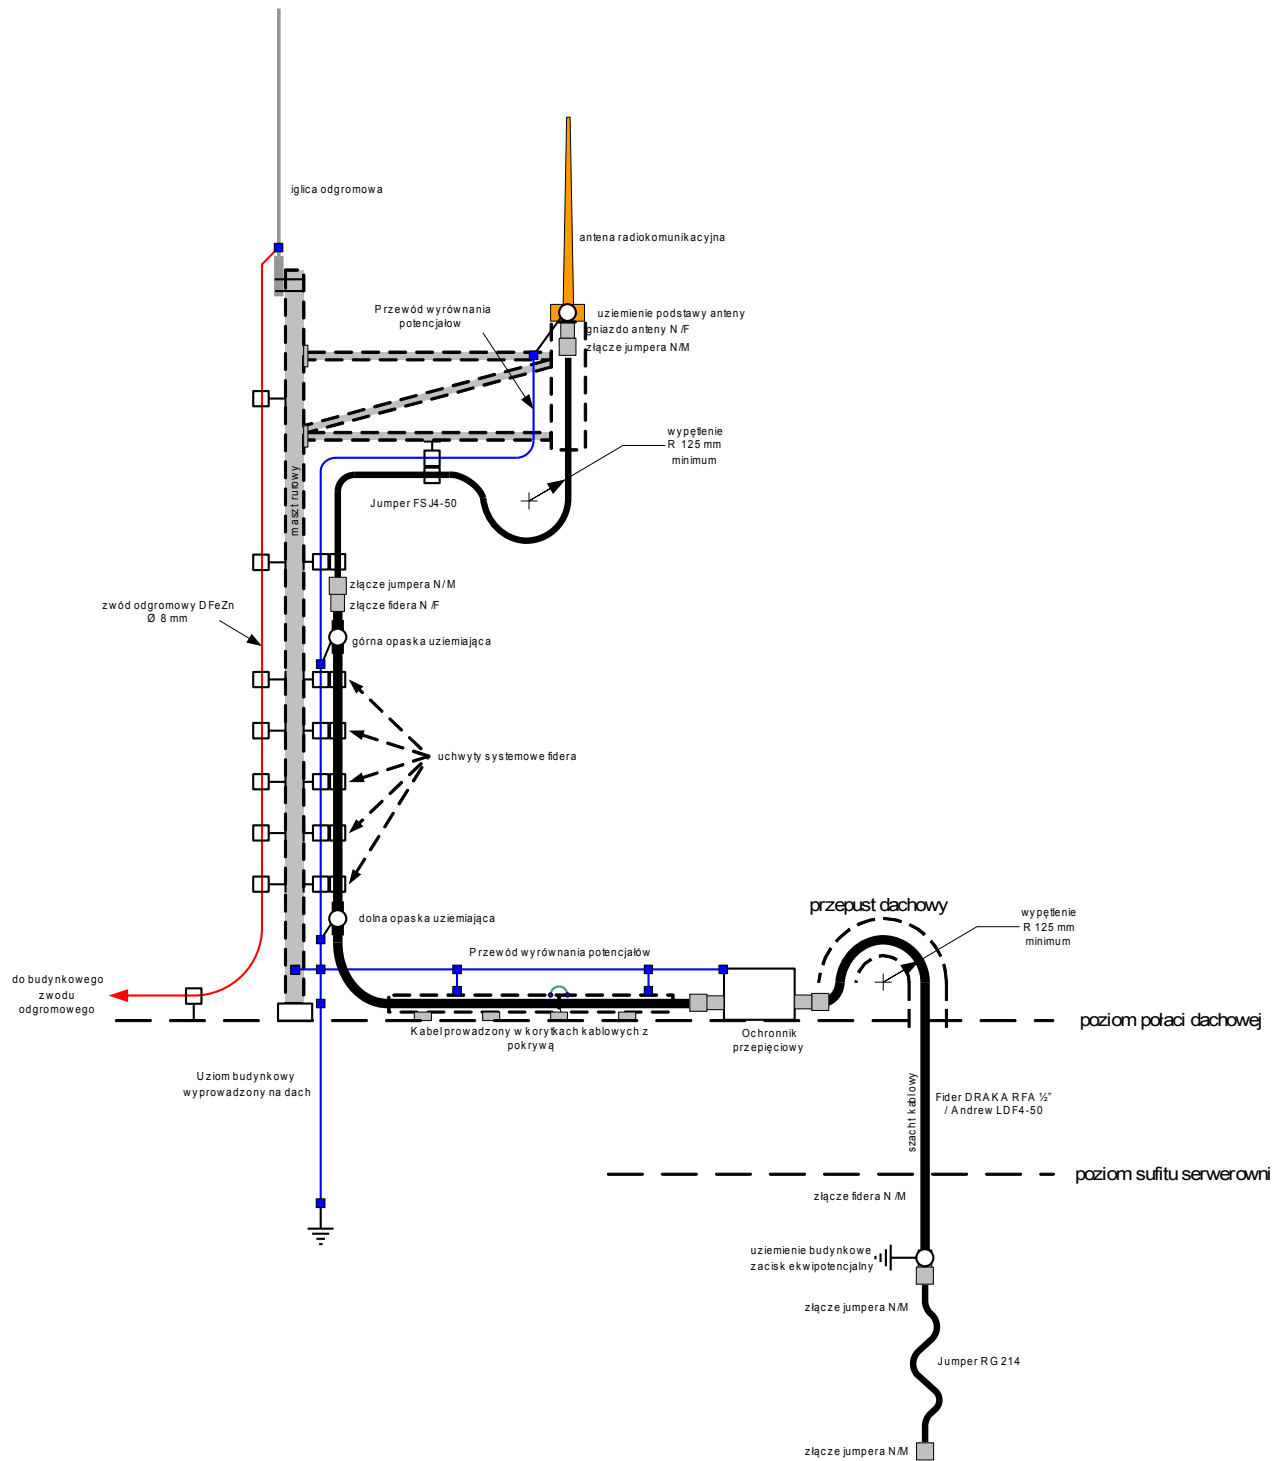 iglica odgromowa
antena radiokomunikacyjna
Przewód wyrównania
potencjałow
uziemienie podstawy anteny
gniazdo anteny N/F
złącze jumpera N/M
wypętlenie
R 125 mm
minimum
maszt rurowy
Jumper FSJ4-50
złącze jumpera N/M
złącze fidera N/F
zwód odgromowy DFeZn
Ø 8 mm
górna opaska uziemiająca
uchwyty systemowe fidera
dolna opaska uziemiająca
przepust dachowy
wypętlenie
R 125 mm
minimum
Przewód wyrównania potencjałów
do budynkowego
zwodu
odgromowego
Kabel prowadzony w korytkach kablowych z
pokrywą
Ochronnik
przepięciowy
poziom połaci dachowej
Uziom budynkowy
wyprowadzony na dach
szacht kablowy
Fider DRAKA RFA ½"
/ Andrew LDF4-50
poziom sufitu serwerowni
złącze fidera N/M
uziemienie budynkowe
zacisk ekwipotencjalny
złącze jumpera N/M
Jumper RG 214
złącze jumpera N/M